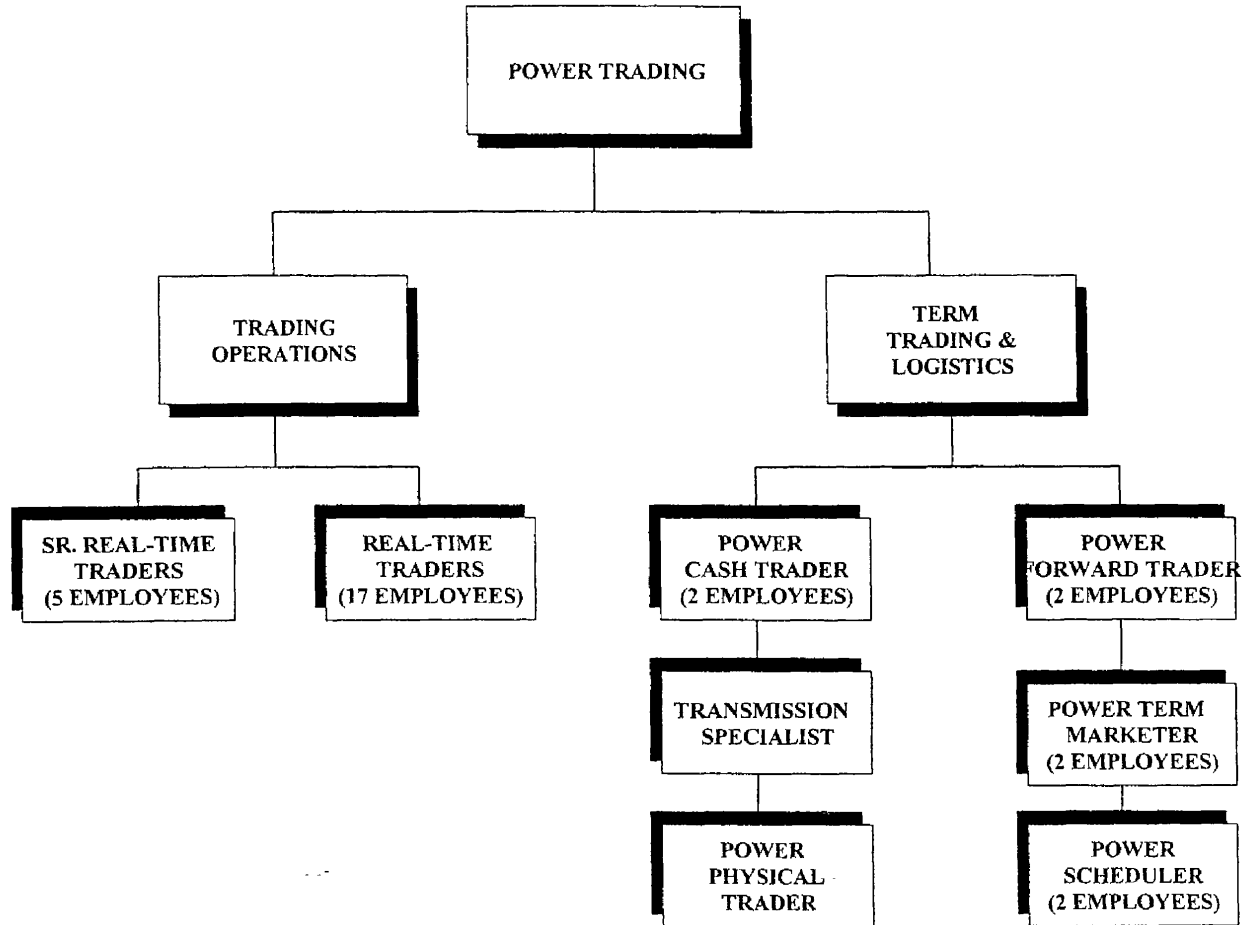 POWER TRADING
TRADING
OPERATIONS
TERM
TRADING &
LOGISTICS
SR. REAL-TIME
TRADERS
(5 EMPLOYEES)
REAL-TIME
TRADERS
(17 EMPLOYEES)
POWER
CASH TRADER
(2 EMPLOYEES)
POWER
FORWARD TRADER
(2 EMPLOYEES)
TRANSMISSION
SPECIALIST
POWER TERM
MARKETER
(2 EMPLOYEES)
POWER
PHYSICAL
TRADER
POWER
SCHEDULER
(2 EMPLOYEES)